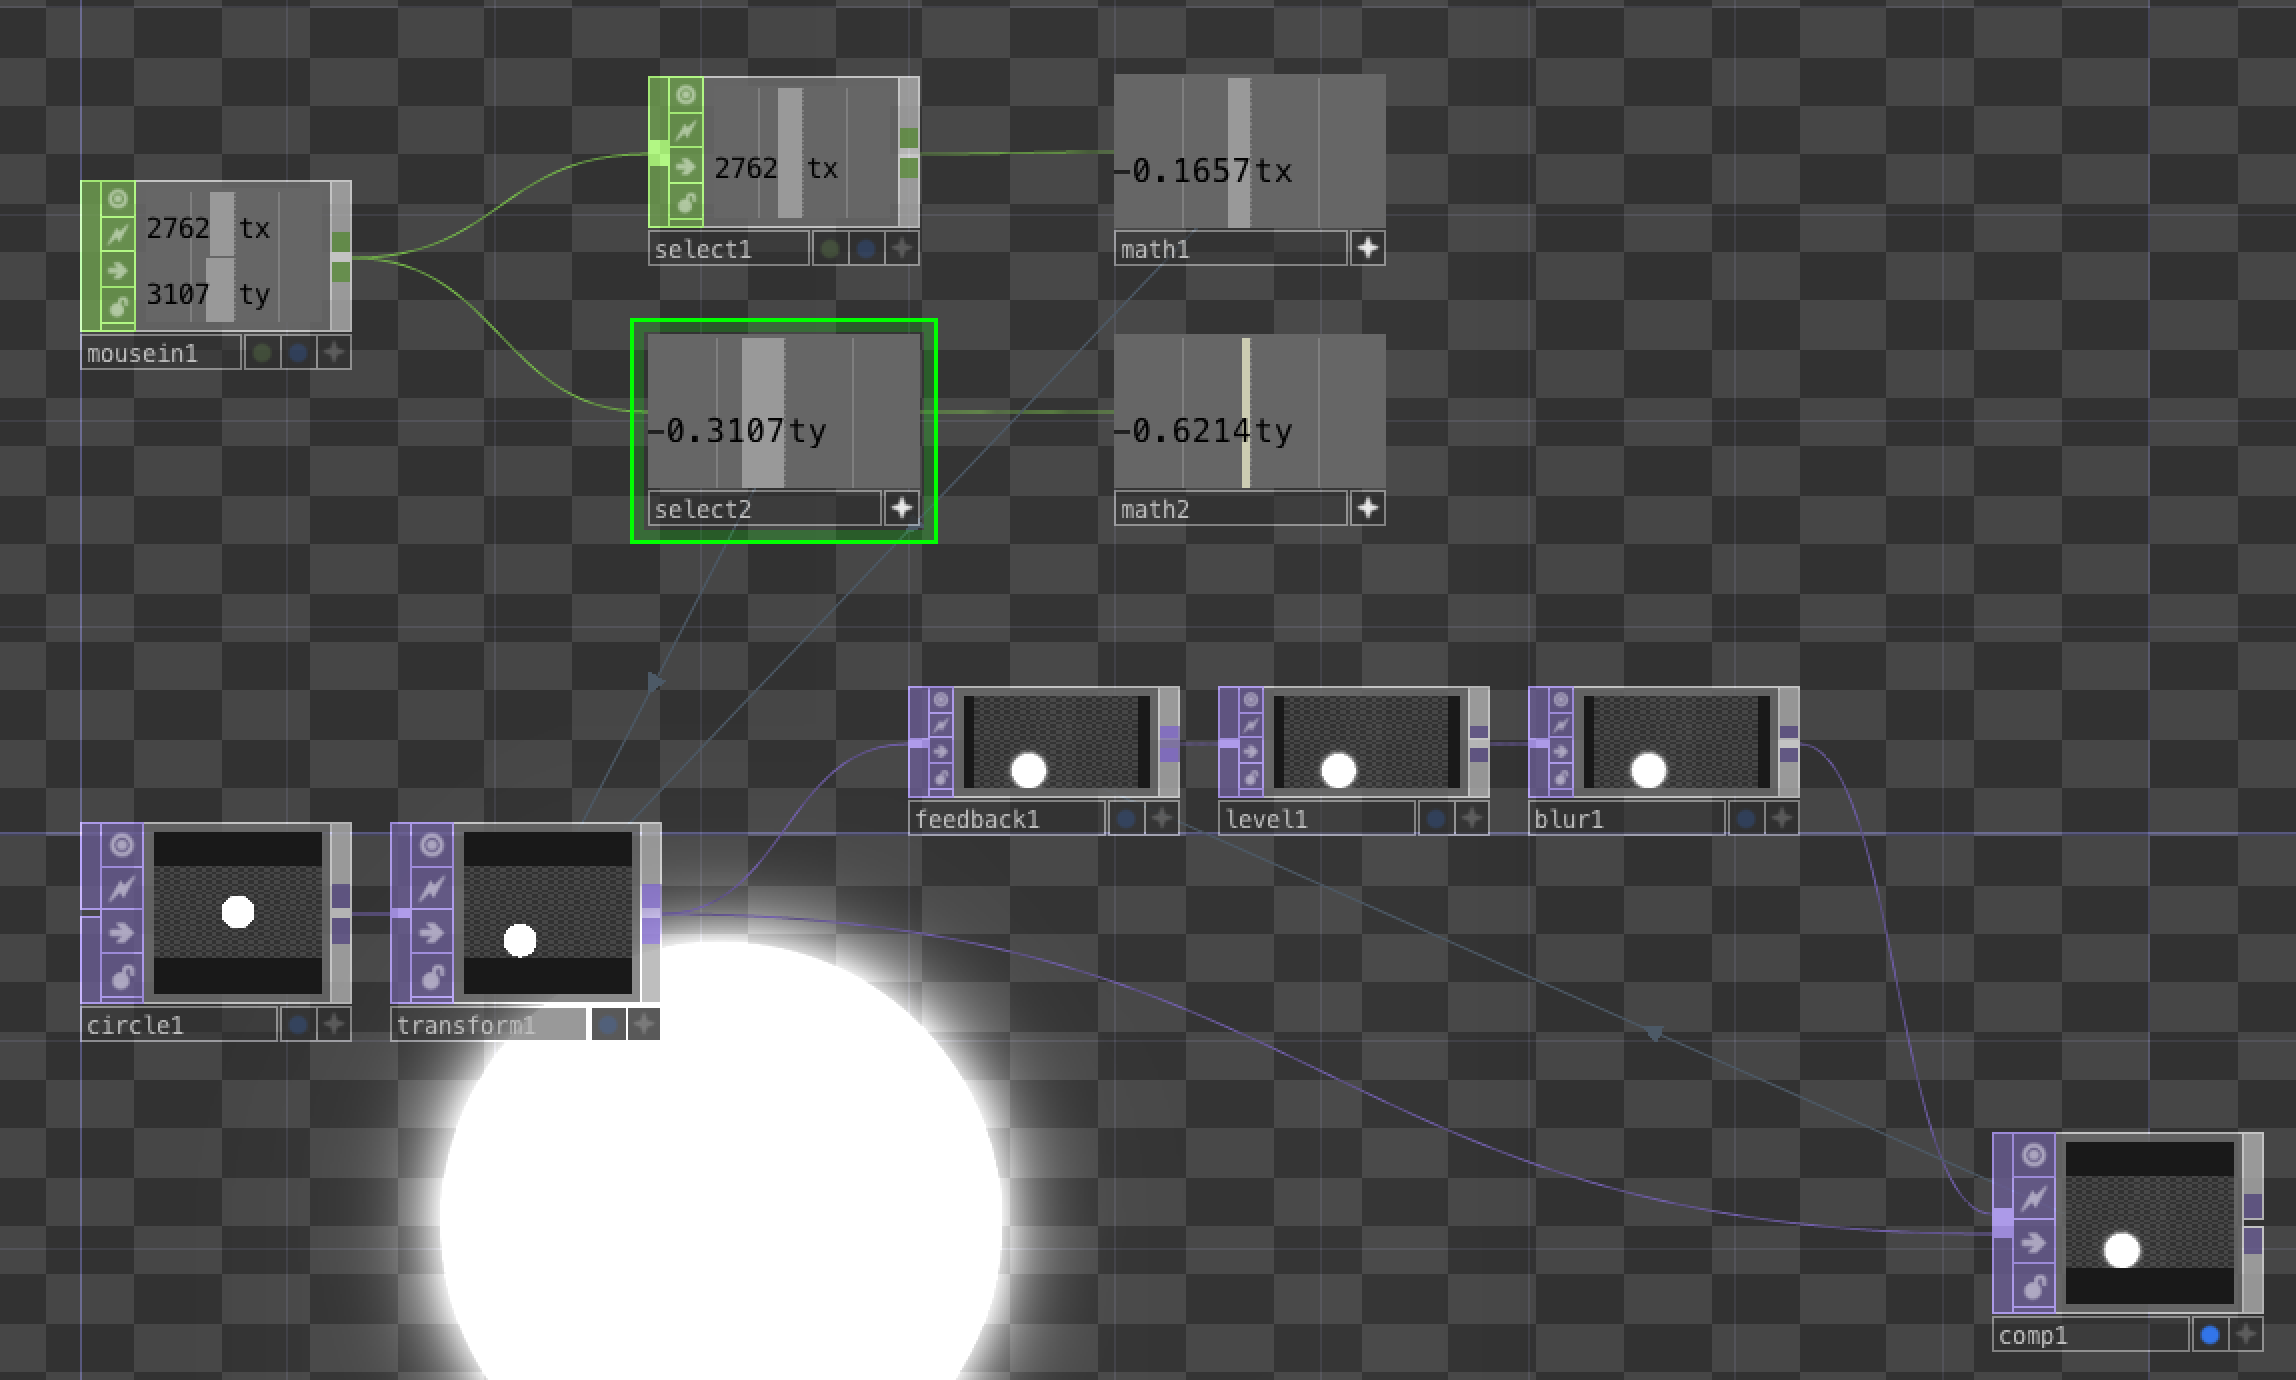 2762 tx
3107 ty
mousein1
2762 tx
select1
-0.1657 tx
math1
-0.3107 ty
select2
-0.6214 ty
math2
feedback1
level1
blur1
circle1
transform1
comp1